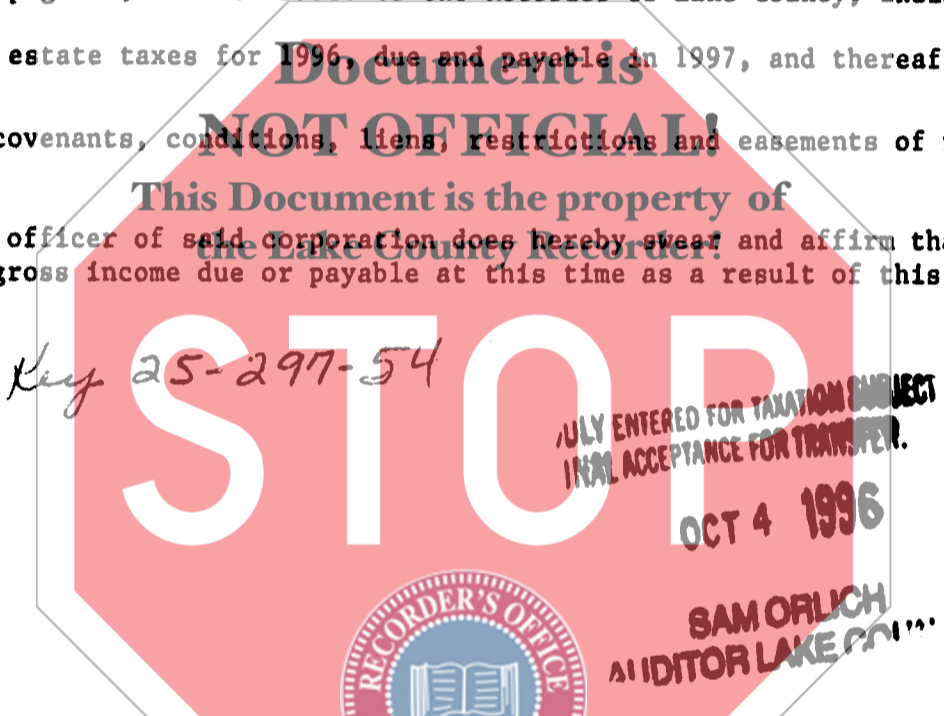 estate taxes for 1996, due and payable in 1997, and thereaf
Document is
covenants, conditions, liens, restrictions and easements of
NOT OFFICIAL!
This Document is the property of
officer of said corporation does hereby swear and affirm tha
the Lake County Recorder!
gross income due or payable at this time as a result of this
STOP
Key 25-297-54
ULY ENTERED FOR TAXATION SUBJECT
INAL ACCEPTANCE FOR TRANSFER.
OCT 4 1996
SAM ORLICH
AUDITOR LAKE COUN
RECORDER'S OFFICE